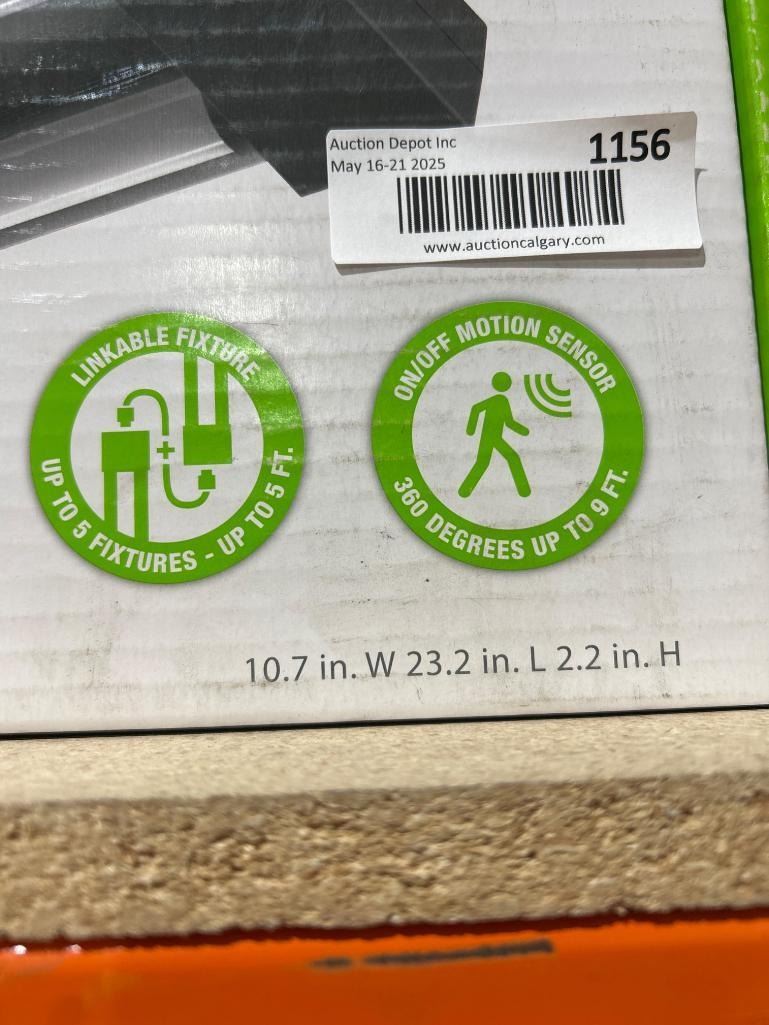 Auction Depot Inc 1156
May 16-21 2025
www.auctioncalgary.com
LINKABLE FIXTURE
UP TO 5 FIXTURES - UP TO 5 FT.
ON/OFF MOTION SENSOR
360 DEGREES UP TO 9 FT.
10.7 in. W 23.2 in. L 2.2 in. H